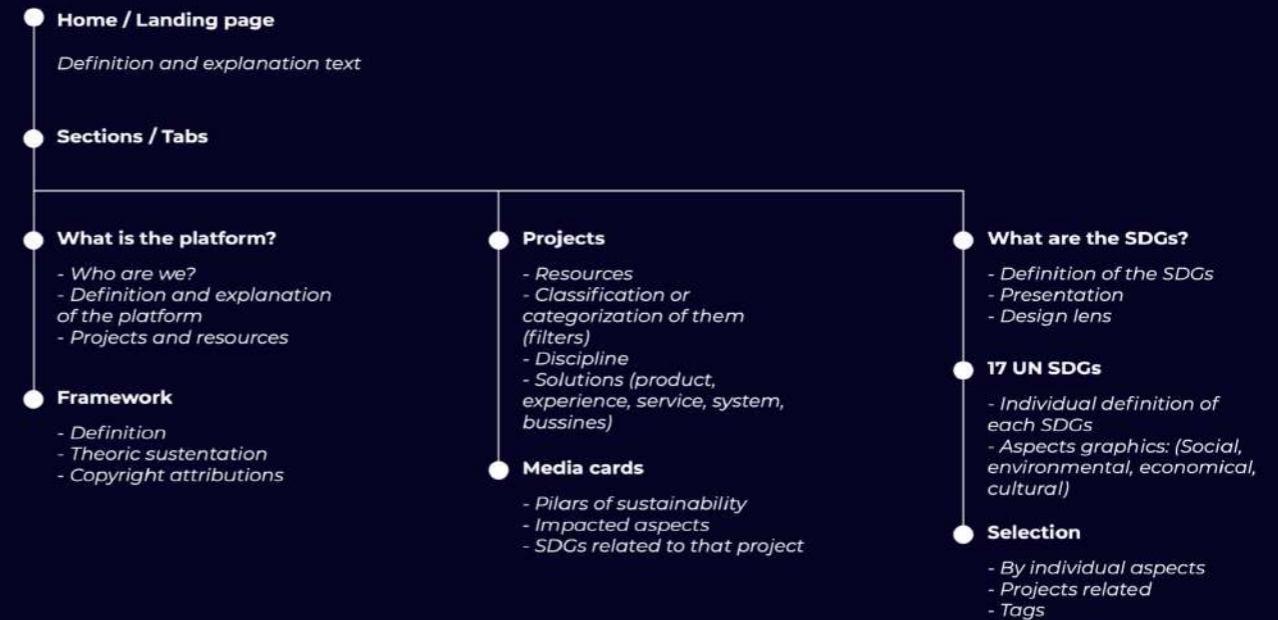 Home / Landing page
Definition and explanation text
Sections / Tabs
What is the platform?
- Who are we?
- Definition and explanation
of the platform
- Projects and resources
Framework
- Definition
- Theoric sustentation
- Copyright attributions
Projects
- Resources
- Classification or
categorization of them
(filters)
- Discipline
- Solutions (product,
experience, service, system,
bussines)
Media cards
- Pilars of sustainability
- Impacted aspects
- SDGs related to that project
What are the SDGs?
- Definition of the SDGs
- Presentation
- Design lens
17 UN SDGs
- Individual definition of
each SDGs
- Aspects graphics: (Social,
environmental, economical,
cultural)
Selection
- By individual aspects
- Projects related
- Tags